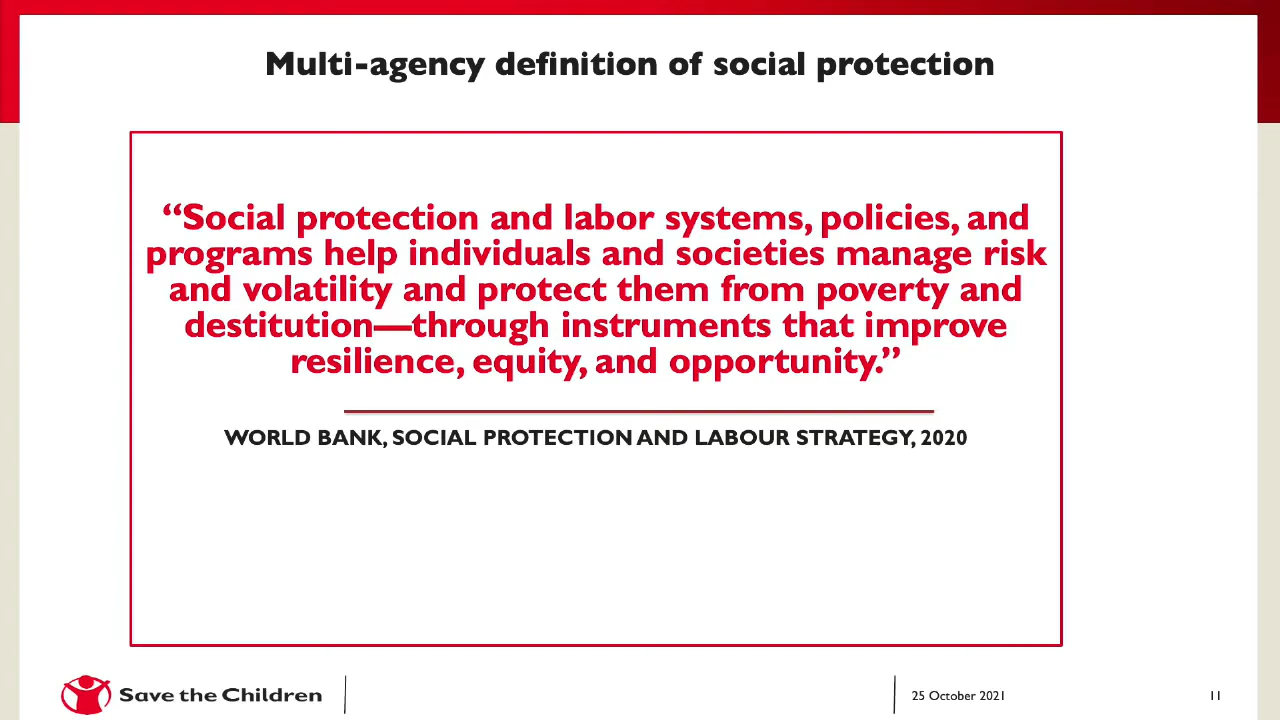 Multi-agency definition of social protection
“Social protection and labor systems, policies, and
programs help individuals and societies manage risk
and volatility and protect them from poverty and
destitution—through instruments that improve
resilience, equity, and opportunity.”
WORLD BANK, SOCIAL PROTECTION AND LABOUR STRATEGY, 2020
Save the Children
25 October 2021
11